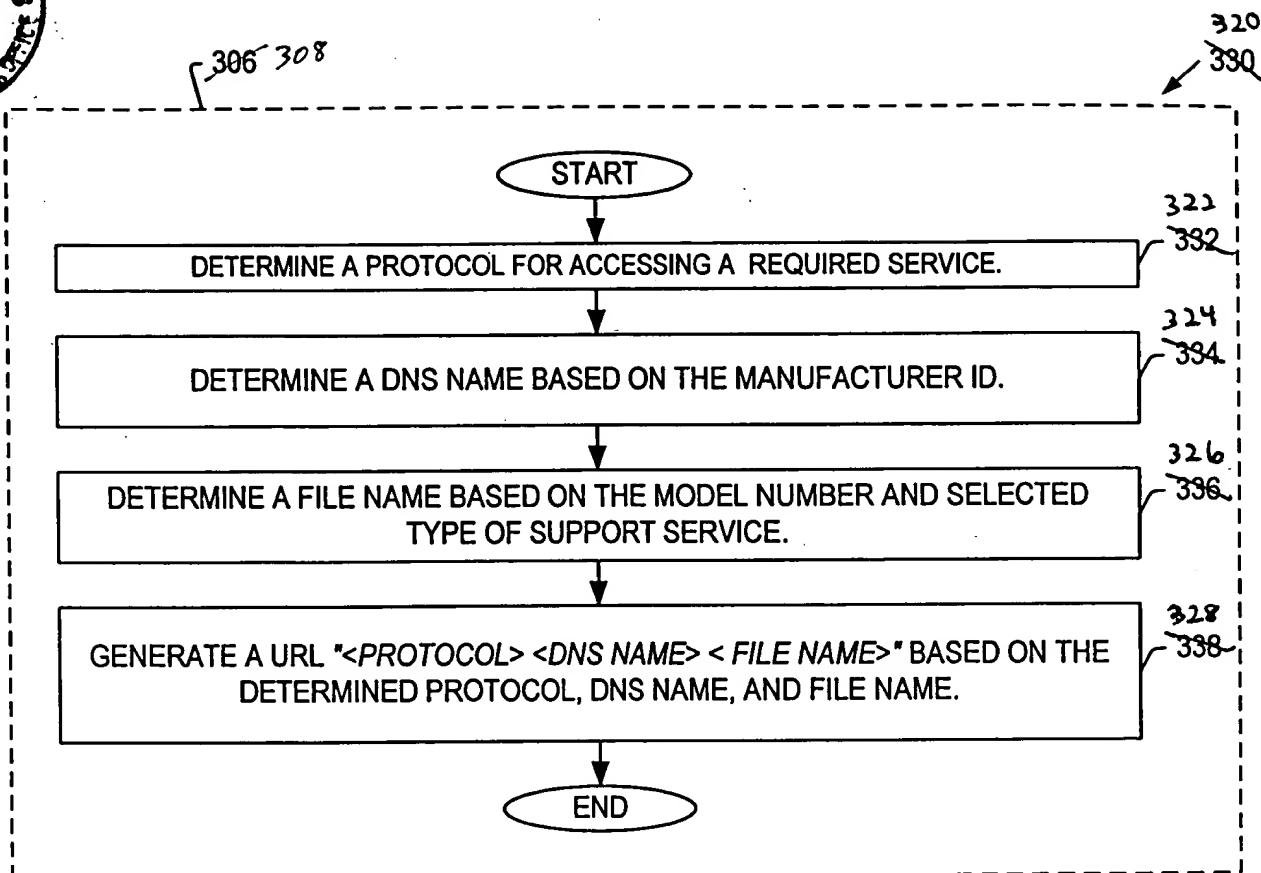 OFFICE
320
306 308
330
START
322
332
DETERMINE A PROTOCOL FOR ACCESSING A REQUIRED SERVICE.
324
334
DETERMINE A DNS NAME BASED ON THE MANUFACTURER ID.
326
336
DETERMINE A FILE NAME BASED ON THE MODEL NUMBER AND SELECTED
TYPE OF SUPPORT SERVICE.
328
338
GENERATE A URL "<PROTOCOL> <DNS NAME> < FILE NAME>" BASED ON THE
DETERMINED PROTOCOL, DNS NAME, AND FILE NAME.
END